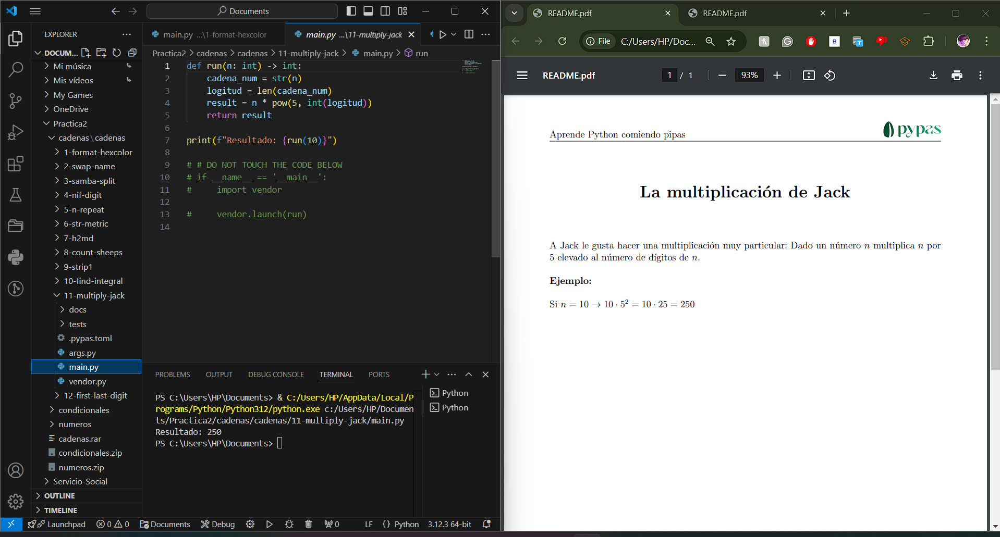 Documents
EXPLORER
DOCUM...
Mi música
Mis vídeos
My Games
OneDrive
Practica2
cadenas\cadenas
1-format-hexcolor
2-swap-name
3-samba-split
4-nif-digit
5-n-repeat
6-str-metric
7-h2md
8-count-sheeps
9-strip1
10-find-integral
11-multiply-jack
docs
tests
.pypas.toml
args.py
main.py
vendor.py
12-first-last-digit
condicionales
numeros
cadenas.rar
condicionales.zip
numeros.zip
Servicio-Social
OUTLINE
TIMELINE
main.py ...\1-format-hexcolor
main.py ...\11-multiply-jack
Practica2 > cadenas > cadenas > 11-multiply-jack > main.py > run
1 def run(n: int) -> int:
2 cadena_num = str(n)
3 logitud = len(cadena_num)
4 result = n * pow(5, int(logitud))
5 return result
6
7 print(f"Resultado: {run(10)}")
8
9 # # DO NOT TOUCH THE CODE BELOW
10 # if __name__ == '__main__':
11 # import vendor
12
13 # vendor.launch(run)
14
PROBLEMS OUTPUT DEBUG CONSOLE TERMINAL PORTS
PS C:\Users\HP\Documents> & C:/Users/HP/AppData/Local/P
rograms/Python/Python312/python.exe c:/Users/HP/Documen
ts/Practica2/cadenas/cadenas/11-multiply-jack/main.py
Resultado: 250
PS C:\Users\HP\Documents>
Python
Python
Launchpad 0 0 Documents Debug 0 LF {} Python 3.12.3 64-bit
README.pdf README.pdf
File C:/Users/HP/Doc...
README.pdf 1 / 1 93%
Aprende Python comiendo pipas pypas
La multiplicación de Jack
A Jack le gusta hacer una multiplicación muy particular: Dado un número n multiplica n por
5 elevado al número de dígitos de n.
Ejemplo:
Si n = 10 → 10 · 5² = 10 · 25 = 250